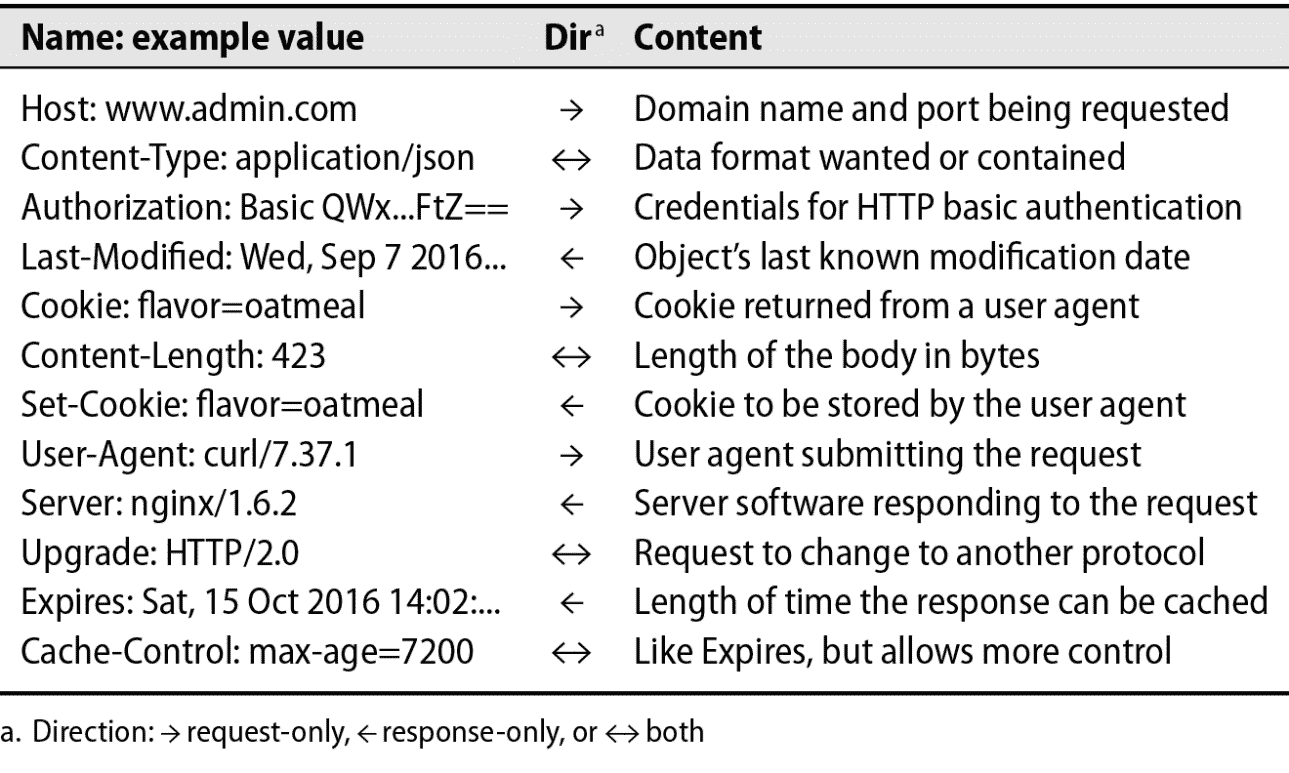 Name: example value Dir a Content
Host: www.admin.com → Domain name and port being requested
Content-Type: application/json ↔ Data format wanted or contained
Authorization: Basic QWx...FtZ== → Credentials for HTTP basic authentication
Last-Modified: Wed, Sep 7 2016... ← Object’s last known modification date
Cookie: flavor=oatmeal → Cookie returned from a user agent
Content-Length: 423 ↔ Length of the body in bytes
Set-Cookie: flavor=oatmeal ← Cookie to be stored by the user agent
User-Agent: curl/7.37.1 → User agent submitting the request
Server: nginx/1.6.2 ← Server software responding to the request
Upgrade: HTTP/2.0 ↔ Request to change to another protocol
Expires: Sat, 15 Oct 2016 14:02:... ← Length of time the response can be cached
Cache-Control: max-age=7200 ↔ Like Expires, but allows more control
a. Direction: → request-only, ← response-only, or ↔ both